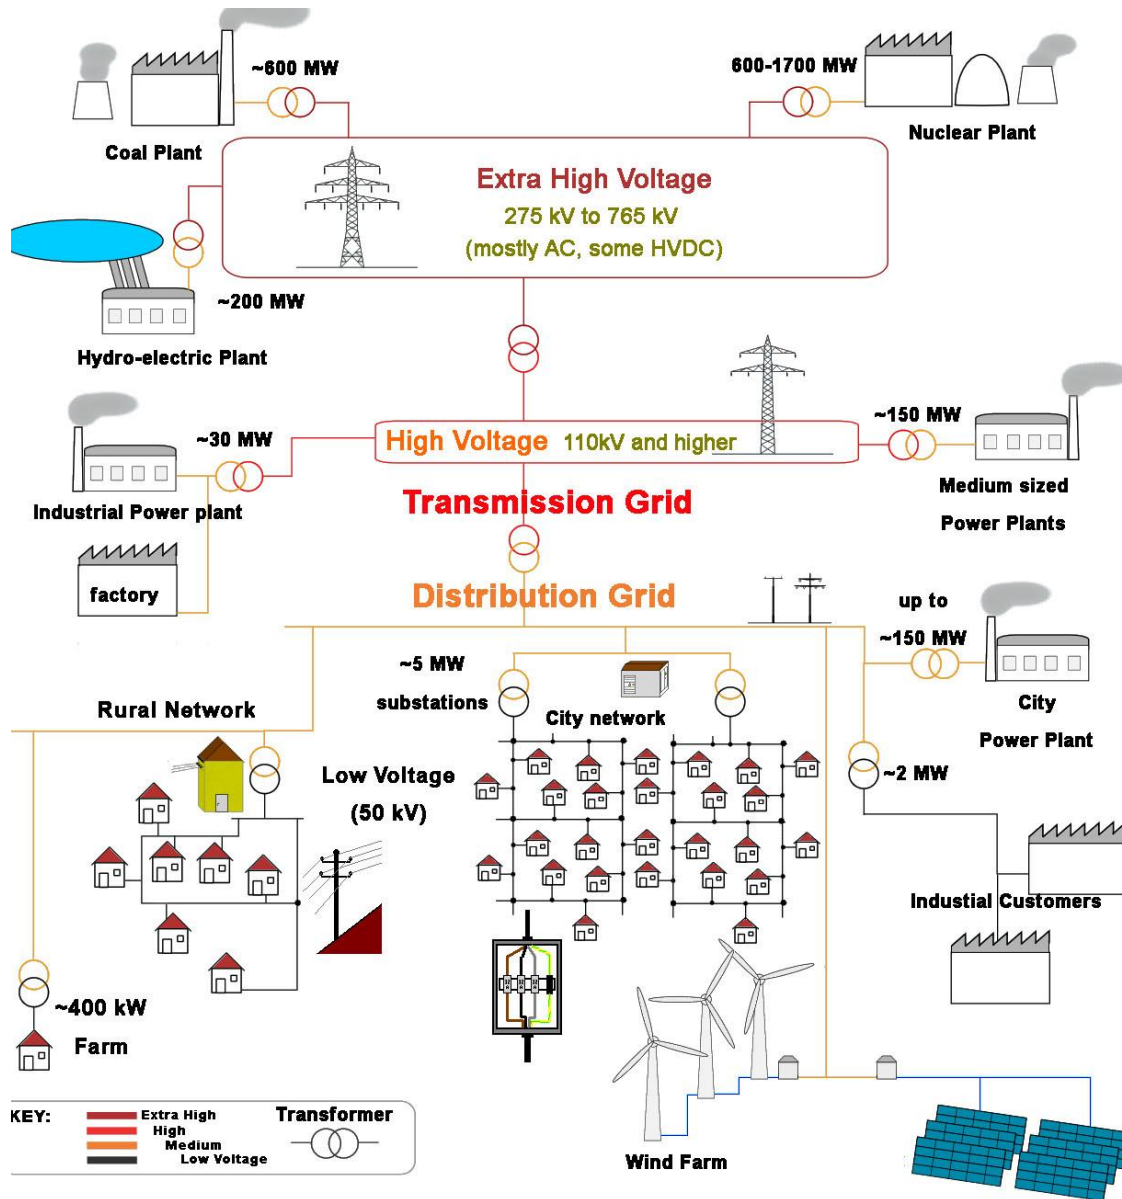 ~600 MW
600-1700 MW
Coal Plant
Nuclear Plant
Extra High Voltage
275 kV to 765 kV
(mostly AC, some HVDC)
~200 MW
Hydro-electric Plant
~30 MW
High Voltage 110kV and higher
~150 MW
Industrial Power plant
Medium sized
Power Plants
Transmission Grid
factory
Distribution Grid
up to
~150 MW
City
Power Plant
~5 MW
substations
Rural Network
City network
Low Voltage
(50 kV)
~2 MW
Industial Customers
~400 kW
Farm
Wind Farm
KEY:
Extra High
High
Medium
Low Voltage
Transformer